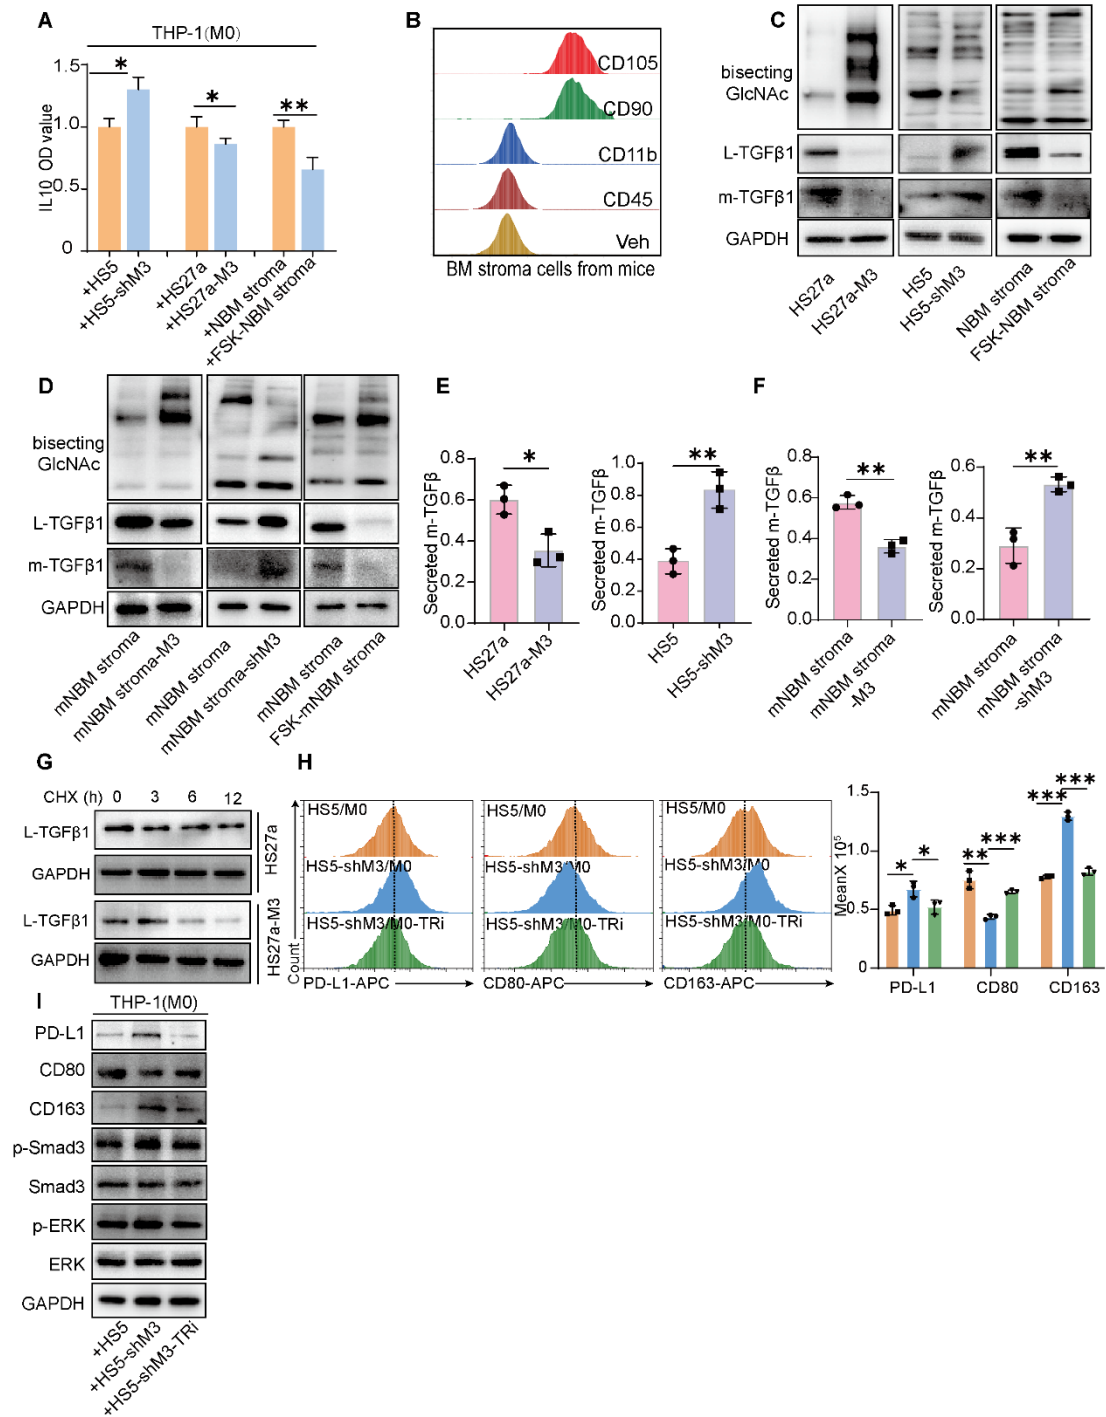 A
THP-1(M0)
1.5
1.0
0.5
0
IL10 OD value
*
*
**
+HS5
+HS5-shM3
+HS27a
+HS27a-M3
+NBM stroma
+FSK-NBM stroma
B
CD105
CD90
CD11b
CD45
Veh
BM stroma cells from mice
C
bisecting
GlcNAc
L-TGFβ1
m-TGFβ1
GAPDH
HS27a
HS27a-M3
HS5
HS5-shM3
NBM stroma
FSK-NBM stroma
D
bisecting
GlcNAc
L-TGFβ1
m-TGFβ1
GAPDH
mNBM stroma
mNBM stroma-M3
mNBM stroma
mNBM stroma-shM3
mNBM stroma
FSK-mNBM stroma
E
Secreted m-TGFβ
0.8
0.6
0.4
0.2
0.0
*
HS27a
HS27a-M3
Secreted m-TGFβ
1.0
0.8
0.6
0.4
0.2
0.0
**
HS5
HS5-shM3
F
Secreted m-TGFβ
0.8
0.6
0.4
0.2
0.0
**
mNBM stroma
mNBM stroma
-M3
Secreted m-TGFβ
0.6
0.4
0.2
0.0
**
mNBM stroma
mNBM stroma
-shM3
G
CHX (h) 0 3 6 12
L-TGFβ1
GAPDH
HS27a
L-TGFβ1
GAPDH
HS27a-M3
H
Count
HS5/M0
HS5-shM3/M0
HS5-shM3/M0-TRi
PD-L1-APC
HS5/M0
HS5-shM3/M0
HS5-shM3/M0-TRi
CD80-APC
HS5/M0
HS5-shM3/M0
HS5-shM3/M0-TRi
CD163-APC
MeanX 10⁵
1.5
1.0
0.5
0
* *
** ***
*** ***
PD-L1 CD80 CD163
I
THP-1(M0)
PD-L1
CD80
CD163
p-Smad3
Smad3
p-ERK
ERK
GAPDH
+HS5
+HS5-shM3
+HS5-shM3-TRi